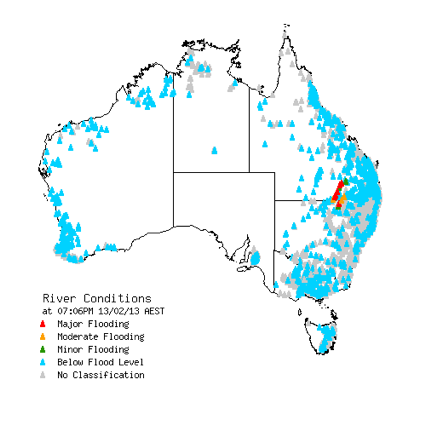 River Conditions
at 07:06PM 13/02/13 AEST
Major Flooding
Moderate Flooding
Minor Flooding
Below Flood Level
No Classification